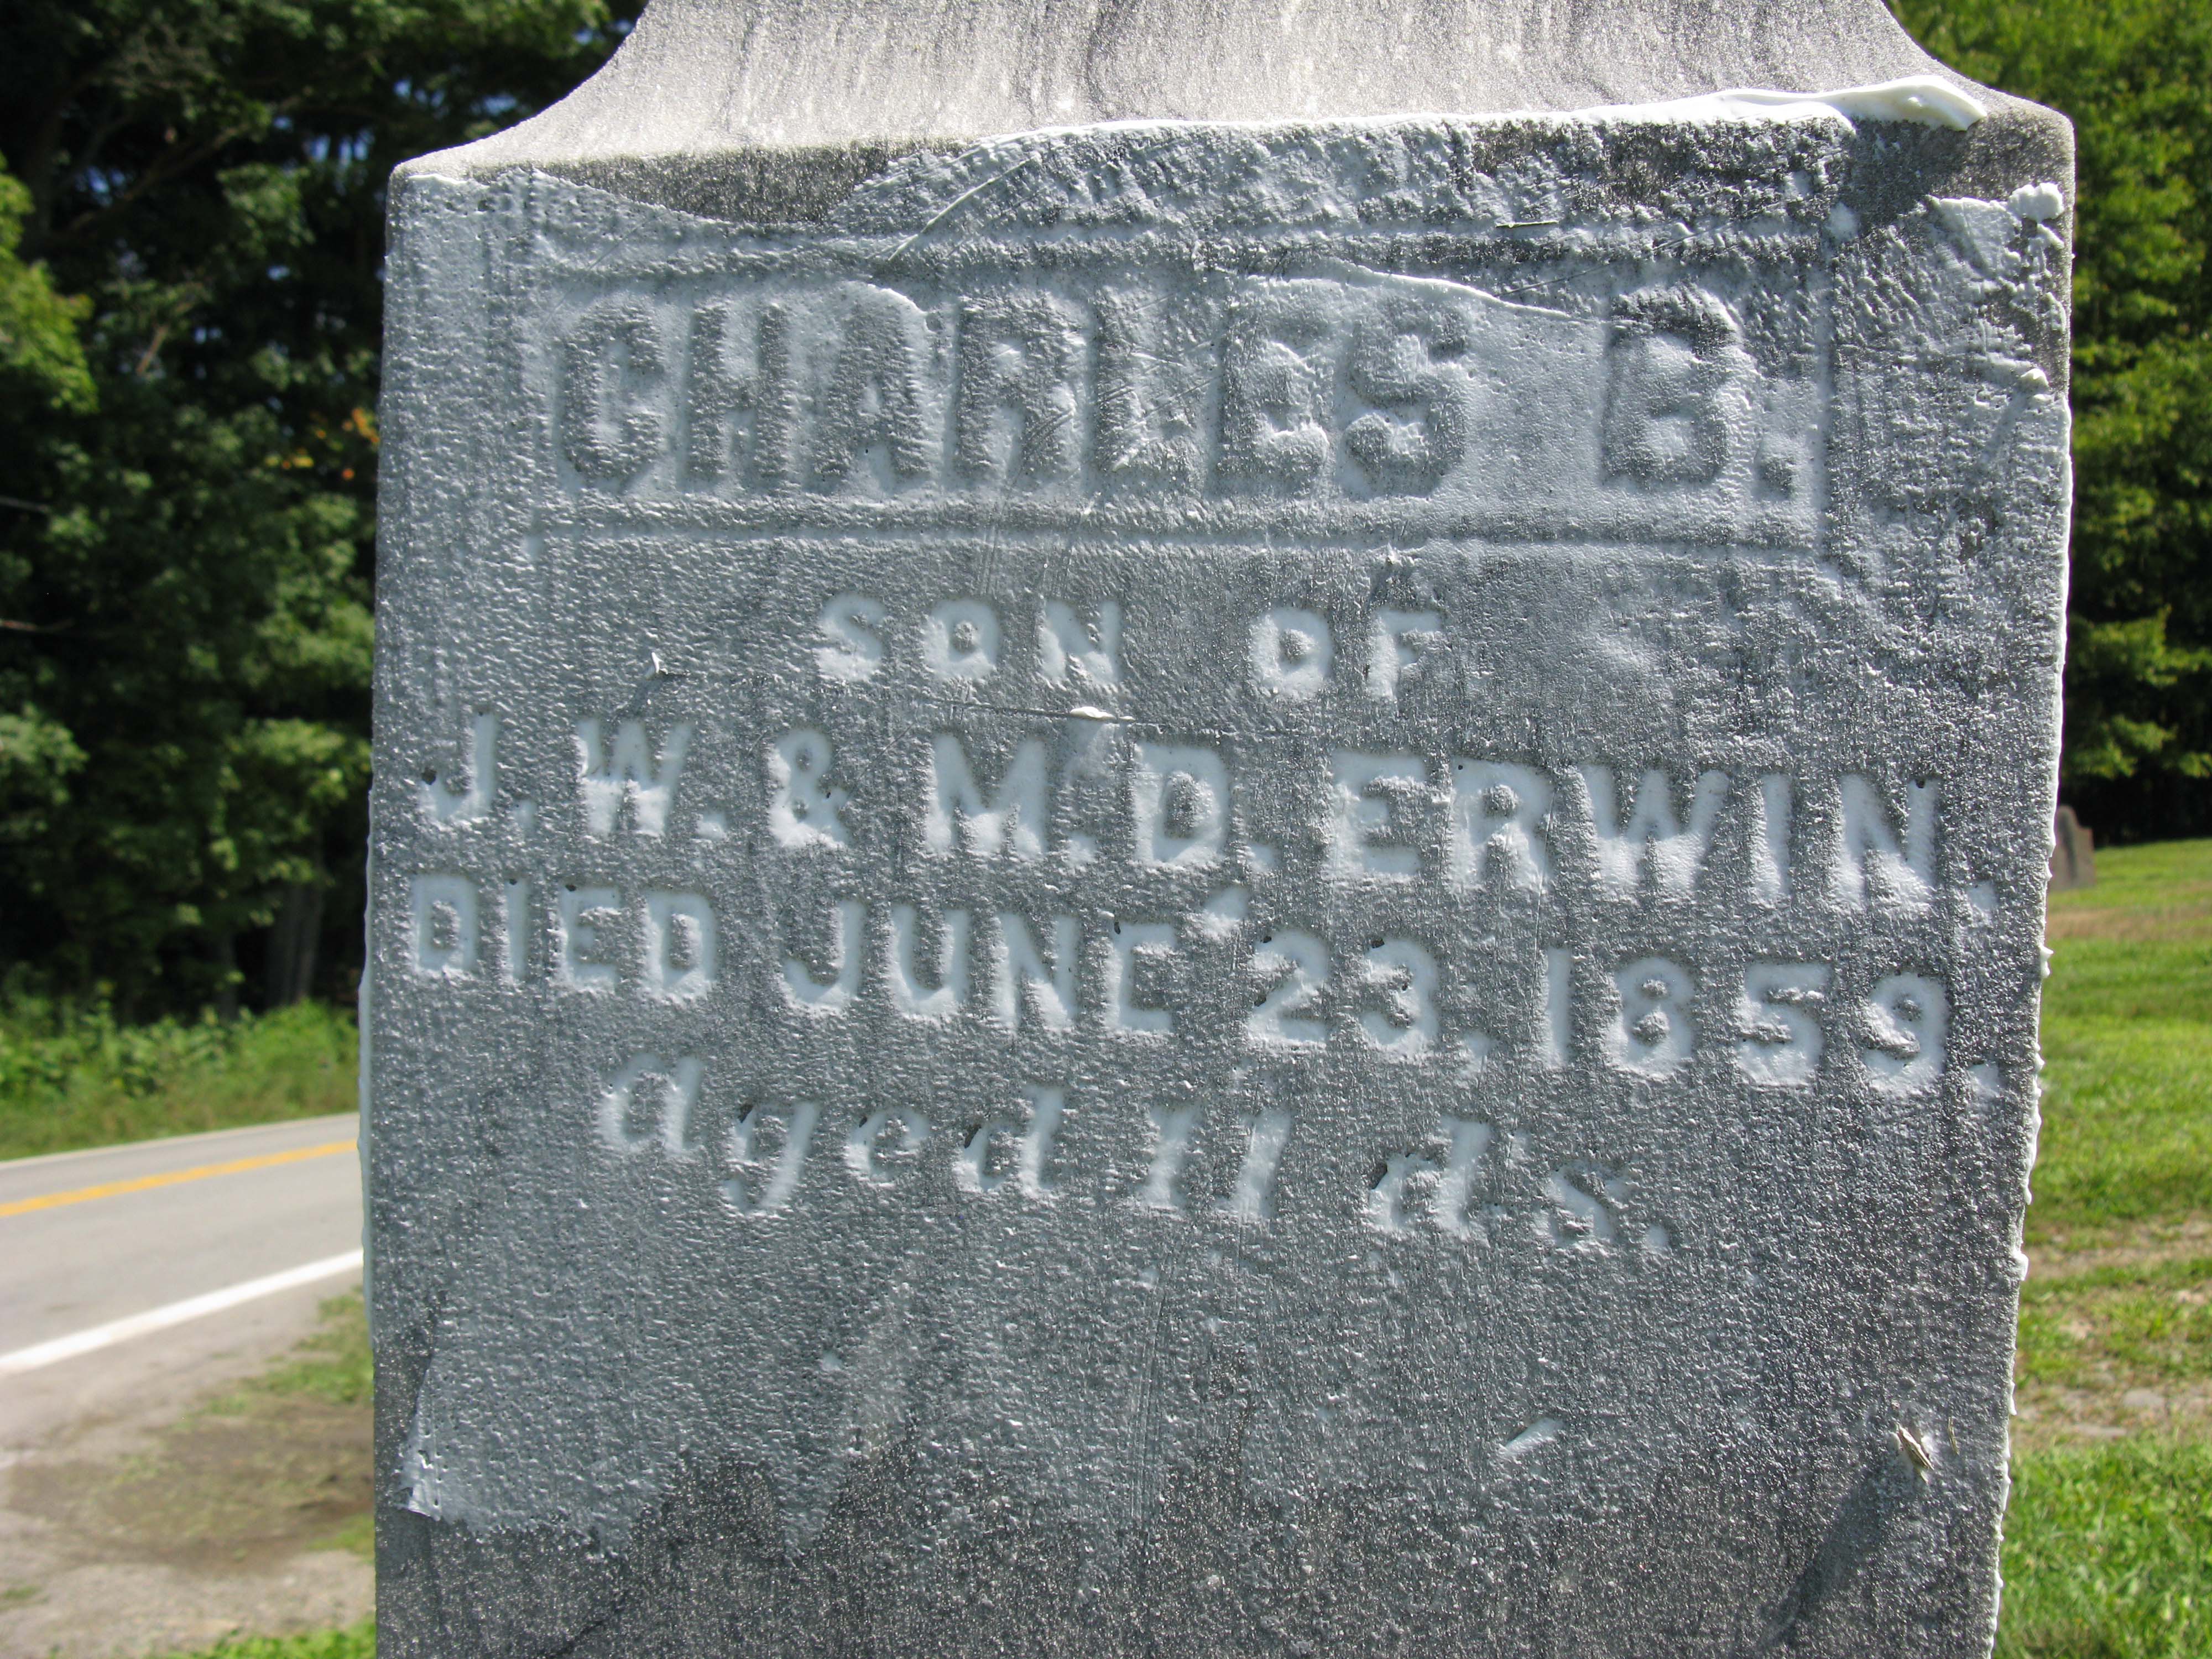 CHARLES B.
SON OF
J. W. & M. D. ERWIN.
DIED JUNE 23, 1859.
Aged 11 d's.